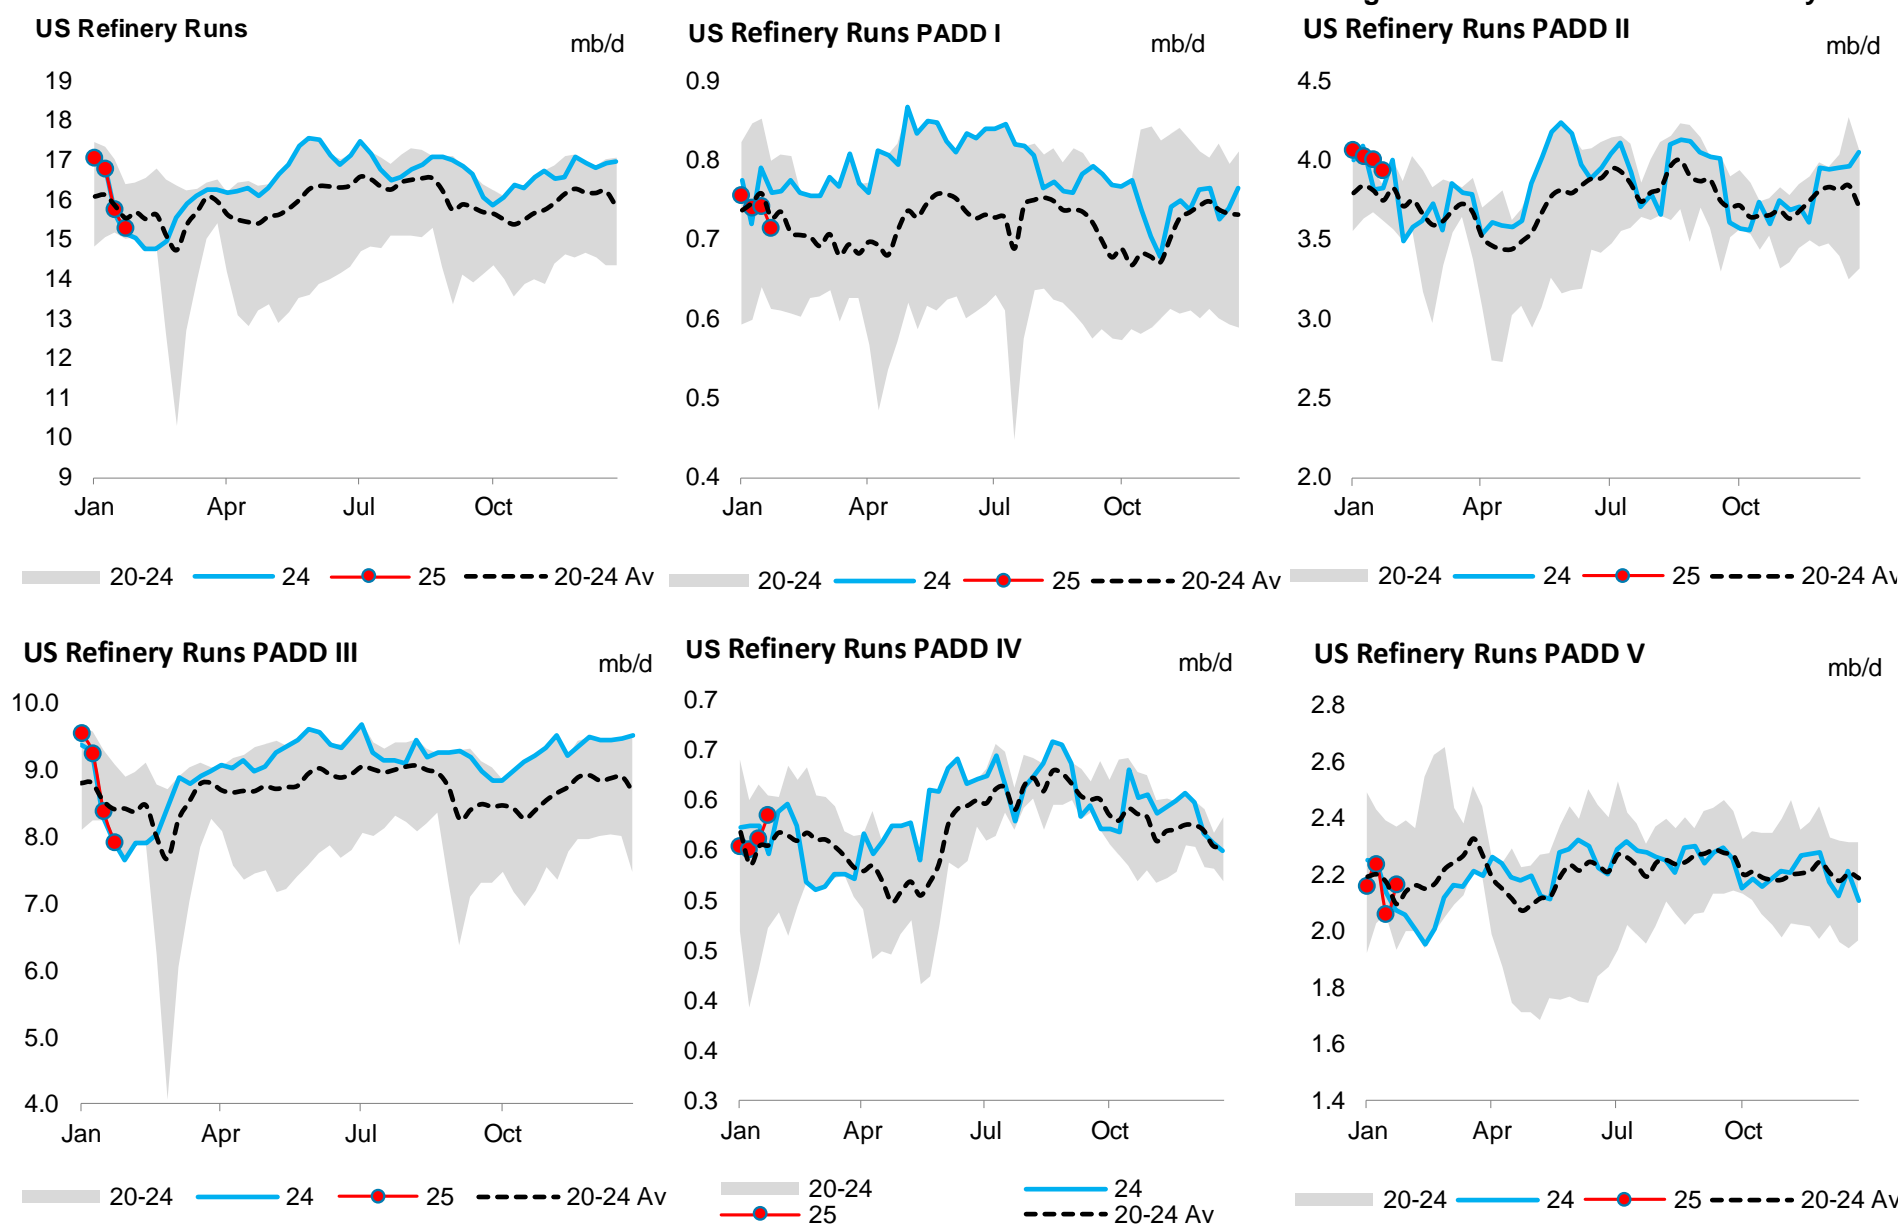 US Refinery Runs
mb/d
19
18
17
16
15
14
13
12
11
10
9
Jan Apr Jul Oct
20-24 24 25 20-24 Av
US Refinery Runs PADD I
mb/d
0.9
0.8
0.7
0.6
0.5
0.4
Jan Apr Jul Oct
20-24 24 25 20-24 Av
US Refinery Runs PADD II
mb/d
4.5
4.0
3.5
3.0
2.5
2.0
Jan Apr Jul Oct
20-24 24 25 20-24 Av
US Refinery Runs PADD III
mb/d
10.0
9.0
8.0
7.0
6.0
5.0
4.0
Jan Apr Jul Oct
20-24 24 25 20-24 Av
US Refinery Runs PADD IV
mb/d
0.7
0.7
0.6
0.6
0.5
0.5
0.4
0.4
0.3
Jan Apr Jul Oct
20-24 24
25 20-24 Av
US Refinery Runs PADD V
mb/d
2.8
2.6
2.4
2.2
2.0
1.8
1.6
1.4
Jan Apr Jul Oct
20-24 24 25 20-24 Av